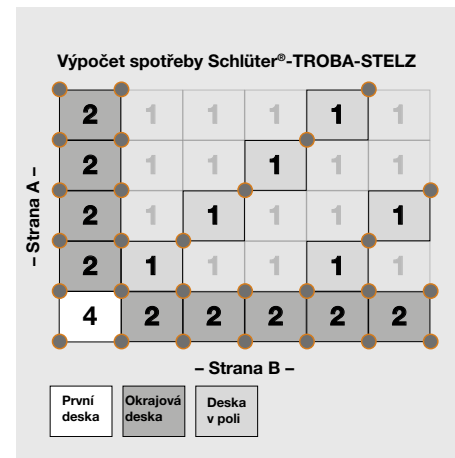 Výpočet spotřeby Schlüter®-TROBA-STELZ
2 1 1 1 1 1
2 1 1 1 1 1
– Strana A –
2 1 1 1 1 1
2 1 1 1 1 1
4 2 2 2 2 2
– Strana B –
První deska
Okrajová deska
Deska v poli